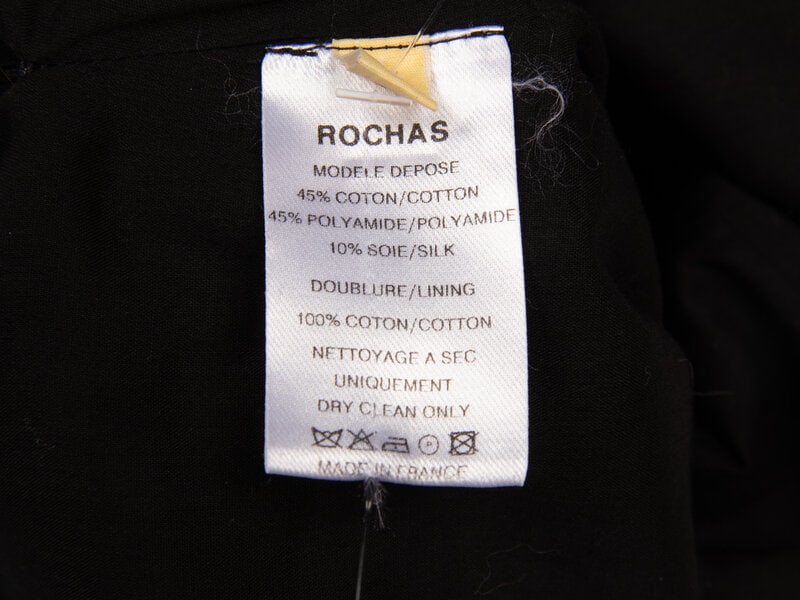 ROCHAS
MODELE DEPOSE
45% COTON/COTTON
45% POLYAMIDE/POLYAMIDE
10% SOIE/SILK
DOUBLURE/LINING
100% COTON/COTTON
NETTOYAGE A SEC
UNIQUEMENT
DRY CLEAN ONLY
P
MADE IN FRANCE